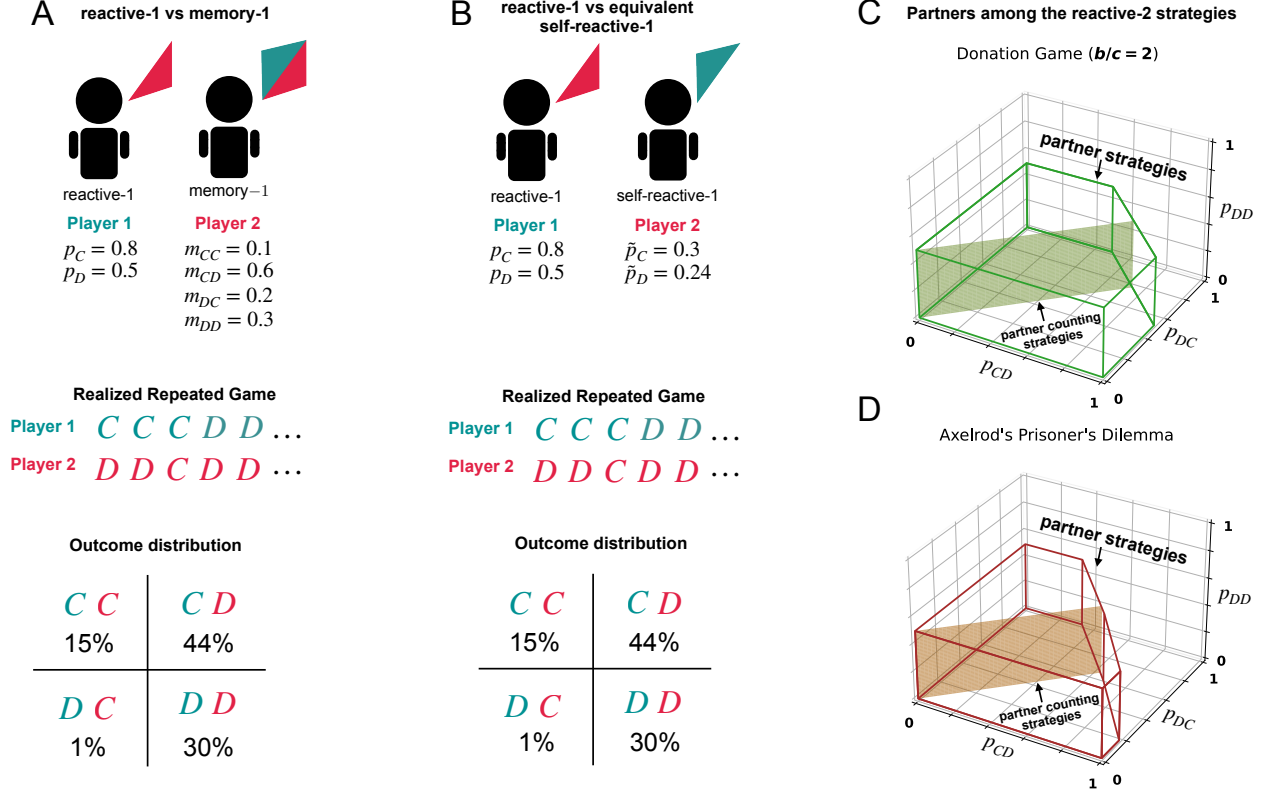 A
reactive-1 vs memory-1
reactive-1
memory−1
Player 1
Player 2
p_C = 0.8
p_D = 0.5
m_CC = 0.1
m_CD = 0.6
m_DC = 0.2
m_DD = 0.3
Realized Repeated Game
Player 1 C C C D D ...
Player 2 D D C D D ...
Outcome distribution
C C
15%
C D
44%
D C
1%
D D
30%
B
reactive-1 vs equivalent
self-reactive-1
reactive-1
self-reactive-1
Player 1
Player 2
p_C = 0.8
p_D = 0.5
p̃_C = 0.3
p̃_D = 0.24
Realized Repeated Game
Player 1 C C C D D ...
Player 2 D D C D D ...
Outcome distribution
C C
15%
C D
44%
D C
1%
D D
30%
C
Partners among the reactive-2 strategies
Donation Game (b/c = 2)
partner strategies
partner counting
strategies
1
p_DD
0
1
p_DC
0
0
p_CD
1
D
Axelrod's Prisoner's Dilemma
partner strategies
partner counting
strategies
1
p_DD
0
1
p_DC
0
0
p_CD
1